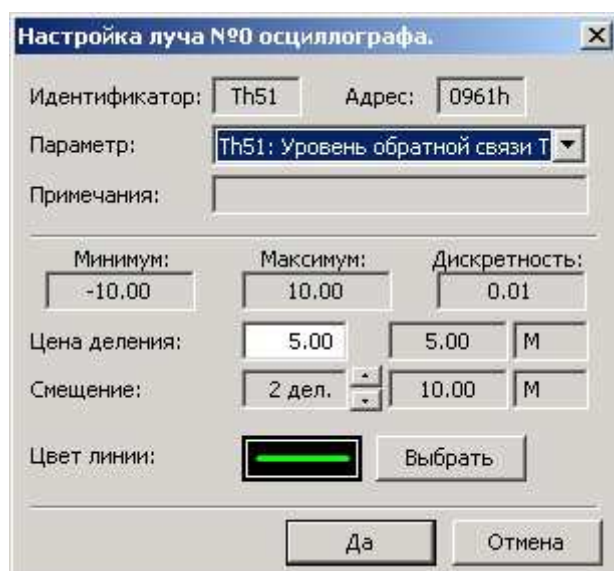 Настройка луча №0 осциллографа.
Идентификатор: Th51 Адрес: 0961h
Параметр: Th51: Уровень обратной связи Т
Примечания:
Минимум: Максимум: Дискретность:
-10.00 10.00 0.01
Цена деления: 5.00 5.00 М
Смещение: 2 дел. 10.00 М
Цвет линии: Выбрать
Да Отмена